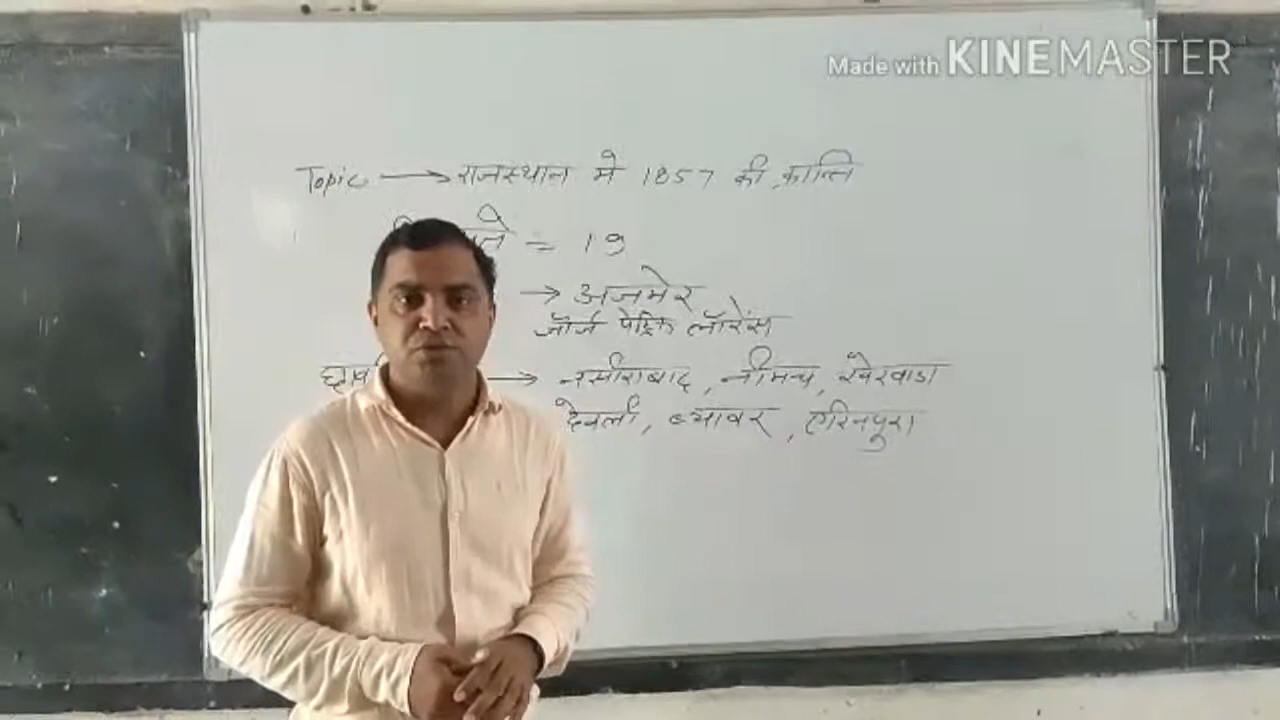 Made with KINEMASTER
Topic → राजस्थान मे 1857 की क्रान्ति
= 19
→ अजमेर
जॉर्ज पेट्रिक लॉरेंस
→ नसीराबाद, नीमच, खेरवाडा
देवली, ब्यावर, एरिनपुरा